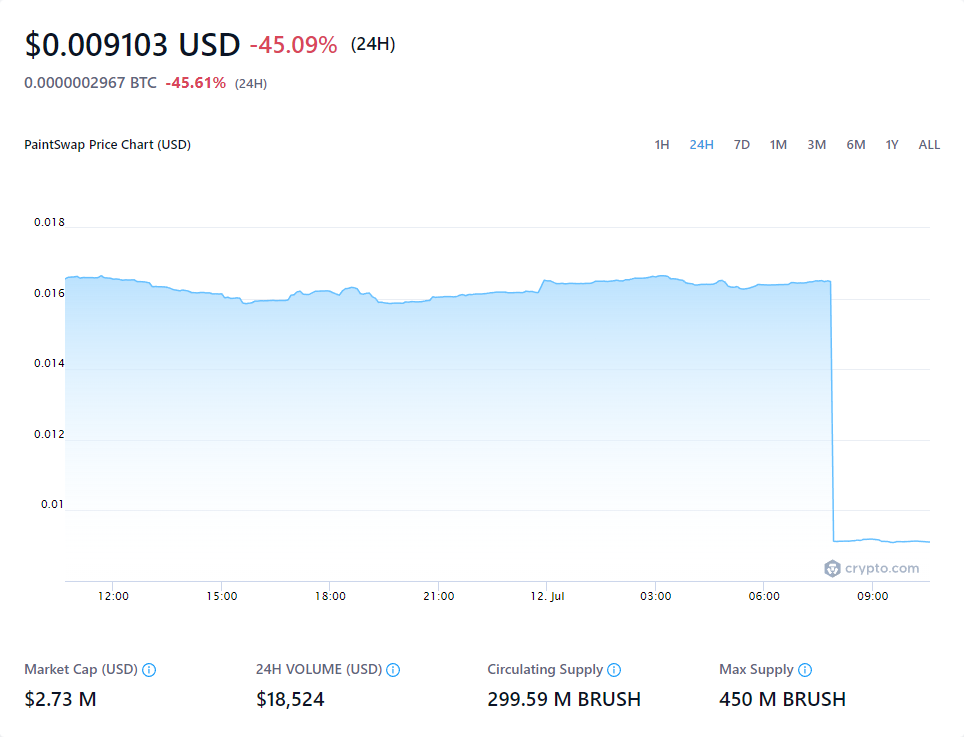 $0.009103 USD -45.09% (24H)
0.0000002967 BTC -45.61% (24H)
PaintSwap Price Chart (USD) 1H 24H 7D 1M 3M 6M 1Y ALL
0.018
0.016
0.014
0.012
0.01
crypto.com
12:00 15:00 18:00 21:00 12. Jul 03:00 06:00 09:00
Market Cap (USD) 24H VOLUME (USD) Circulating Supply Max Supply
$2.73 M $18,524 299.59 M BRUSH 450 M BRUSH